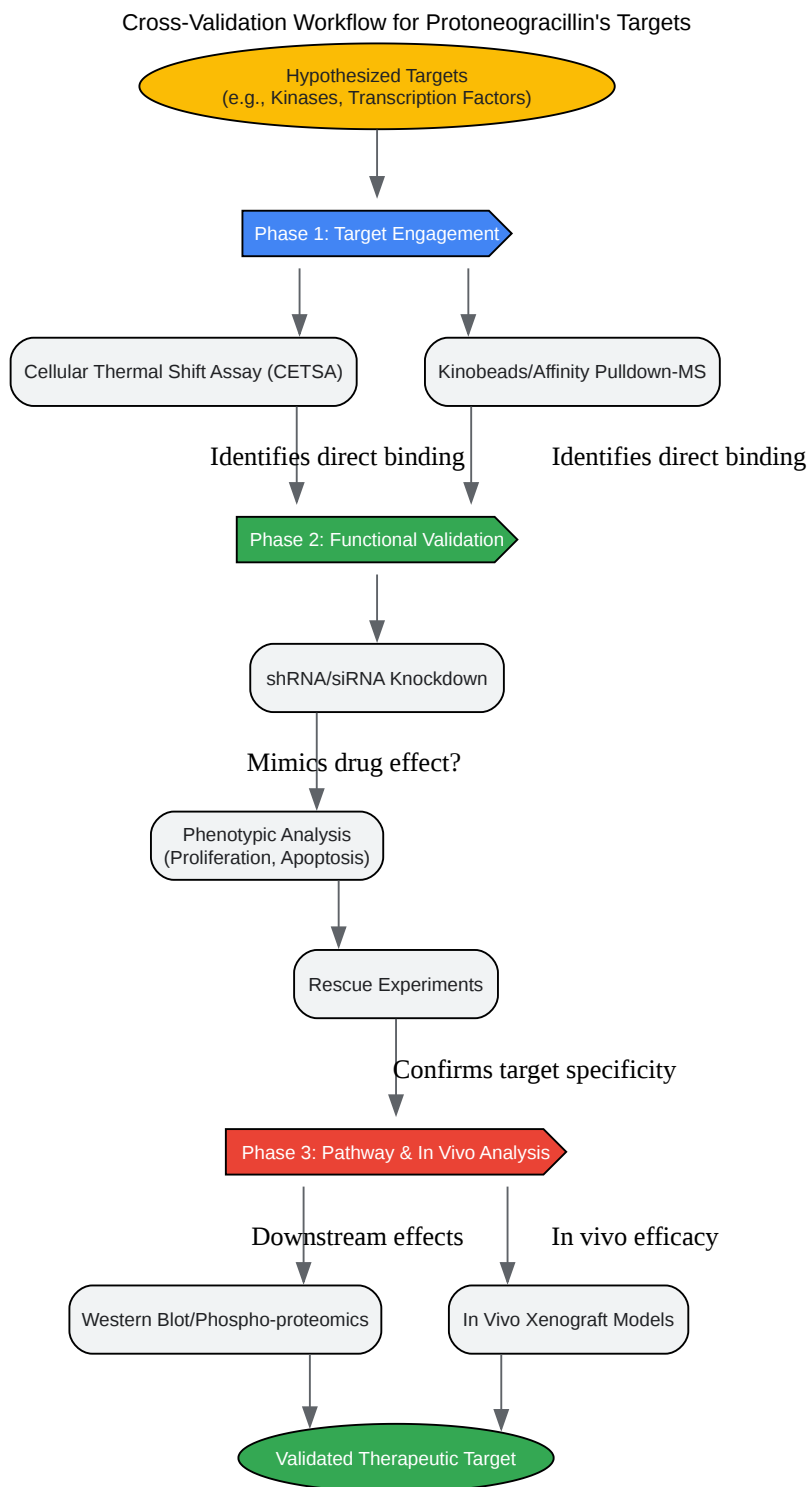 Cross-Validation Workflow for Protoneogracillin's Targets
Hypothesized Targets
(e.g., Kinases, Transcription Factors)
Phase 1: Target Engagement
Cellular Thermal Shift Assay (CETSA)
Kinobeads/Affinity Pulldown-MS
Identifies direct binding
Identifies direct binding
Phase 2: Functional Validation
shRNA/siRNA Knockdown
Mimics drug effect?
Phenotypic Analysis
(Proliferation, Apoptosis)
Rescue Experiments
Confirms target specificity
Phase 3: Pathway & In Vivo Analysis
Downstream effects
In vivo efficacy
Western Blot/Phospho-proteomics
In Vivo Xenograft Models
Validated Therapeutic Target